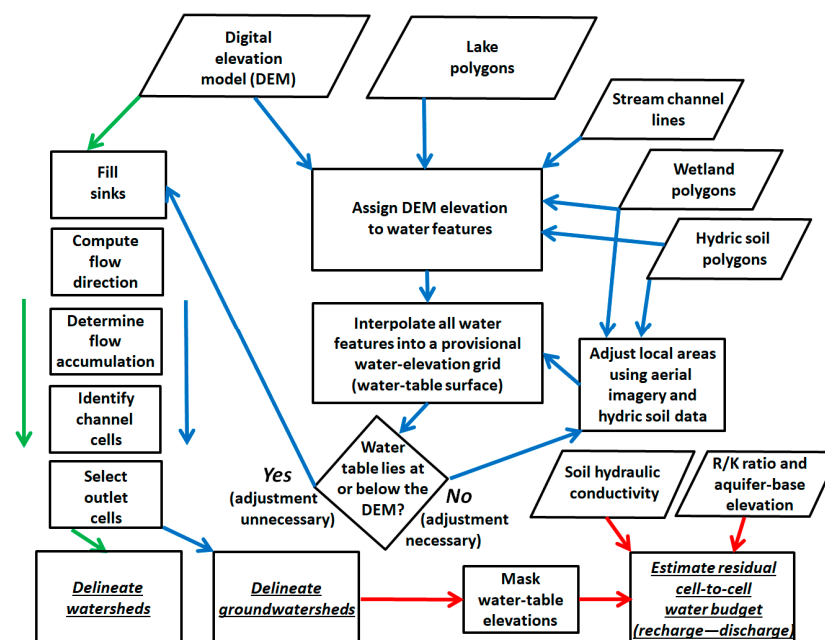 Digital
elevation
model (DEM)
Lake
polygons
Stream channel
lines
Wetland
polygons
Hydric soil
polygons
Fill
sinks
Assign DEM elevation
to water features
Compute
flow
direction
Determine
flow
accumulation
Interpolate all water
features into a provisional
water-elevation grid
(water-table surface)
Adjust local areas
using aerial
imagery and
hydric soil data
Identify
channel
cells
Select
outlet
cells
Water
table lies at
or below the
DEM?
Yes
(adjustment
unnecessary)
No
(adjustment
necessary)
Soil hydraulic
conductivity
R/K ratio and
aquifer-base
elevation
Delineate
watersheds
Delineate
groundwatersheds
Mask
water-table
elevations
Estimate residual
cell-to-cell
water budget
(recharge—discharge)